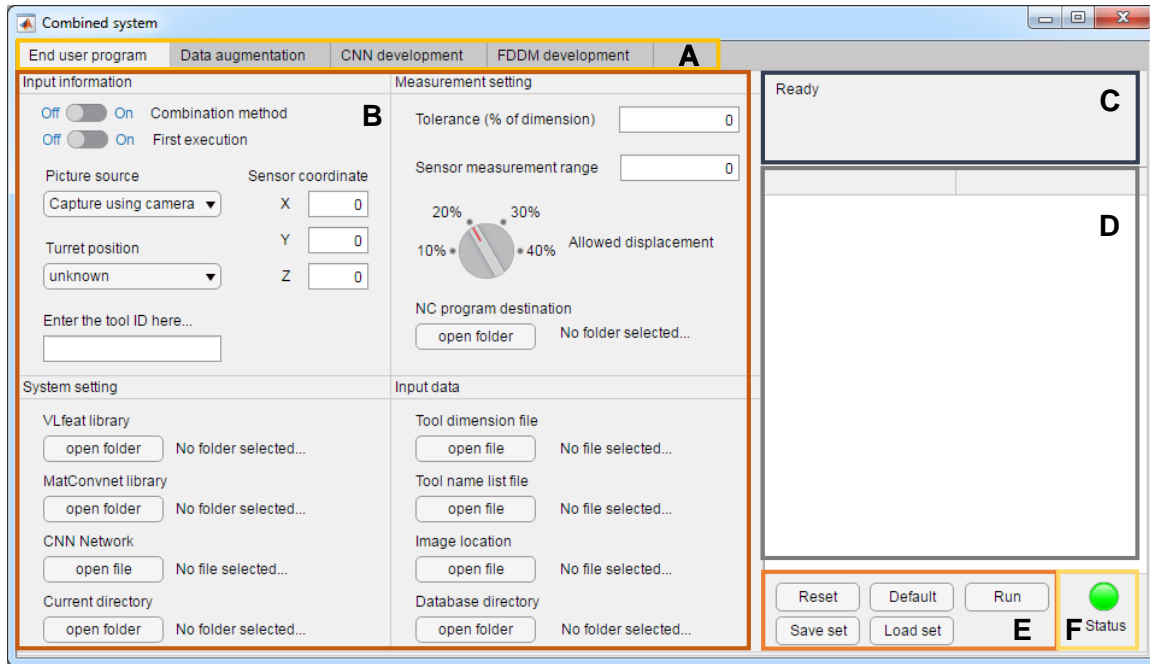 Combined system
End user program Data augmentation CNN development FDDM development A
Input information
Off On Combination method B
Off On First execution
Picture source Sensor coordinate
Capture using camera X 0
Turret position Y 0
unknown Z 0
Enter the tool ID here...
Measurement setting
Tolerance (% of dimension) 0
Sensor measurement range 0
20% 30%
10% 40% Allowed displacement
NC program destination
open folder No folder selected...
System setting
VLfeat library
open folder No folder selected...
MatConvnet library
open folder No folder selected...
CNN Network
open file No file selected...
Current directory
open folder No folder selected...
Input data
Tool dimension file
open file No file selected...
Tool name list file
open file No file selected...
Image location
open file No file selected...
Database directory
open folder No folder selected...
Ready C
D
Reset Default Run
Save set Load set E
F Status